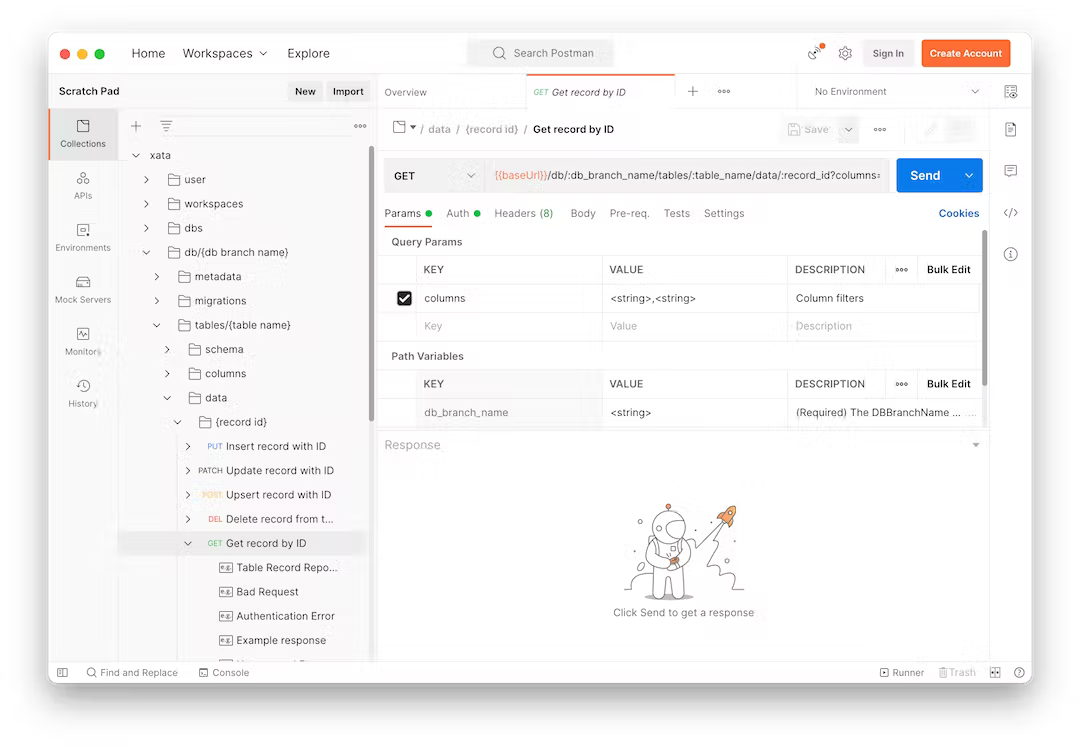 Home Workspaces Explore Search Postman Sign In Create Account
Scratch Pad New Import Overview GET Get record by ID No Environment
Collections
APIs
Environments
Mock Servers
Monitors
History
xata
user
workspaces
dbs
db/{db branch name}
metadata
migrations
tables/{table name}
schema
columns
data
{record id}
PUT Insert record with ID
PATCH Update record with ID
POST Upsert record with ID
DEL Delete record from t...
GET Get record by ID
e.g. Table Record Repo...
e.g. Bad Request
e.g. Authentication Error
e.g. Example response
/ data / {record id} / Get record by ID Save
GET {{baseUrl}}/db/:db_branch_name/tables/:table_name/data/:record_id?columns= Send
Params Auth Headers (8) Body Pre-req. Tests Settings Cookies
Query Params
KEY VALUE DESCRIPTION Bulk Edit
columns <string>,<string> Column filters
Key Value Description
Path Variables
KEY VALUE DESCRIPTION Bulk Edit
db_branch_name <string> (Required) The DBBranchName ... ...
Response
Click Send to get a response
Find and Replace Console Runner Trash